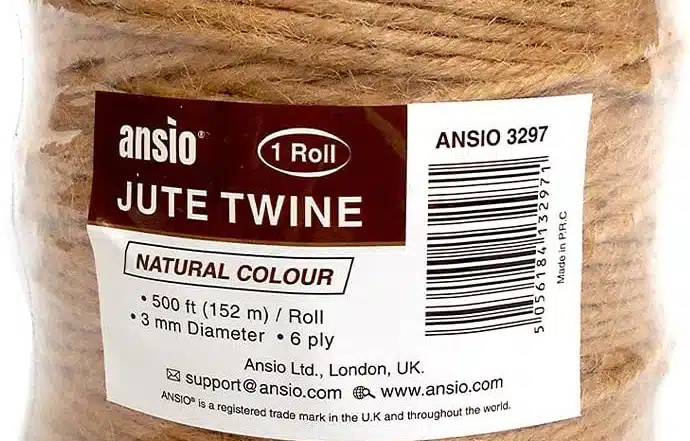 ansio®
1 Roll
JUTE TWINE
NATURAL COLOUR
• 500 ft (152 m) / Roll
• 3 mm Diameter • 6 ply
ANSIO 3297
5 056184 132971
Made in P.R.C
Ansio Ltd., London, UK.
support@ansio.com www.ansio.com
ANSIO® is a registered trade mark in the U.K and throughout the world.